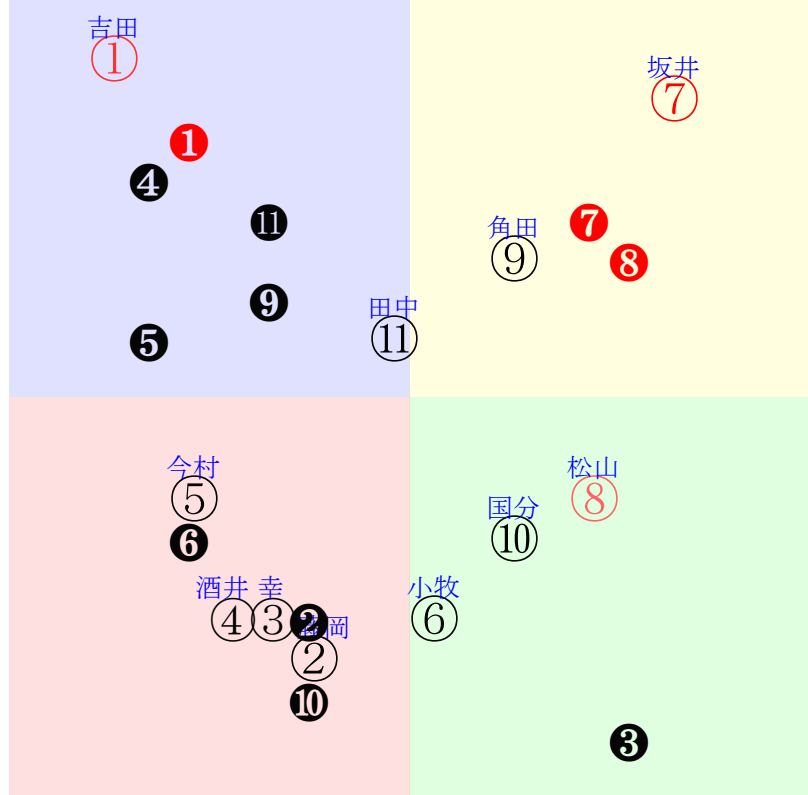 吉田
①
坂井
⑦
❶
❹
⓫
❼
角田
⑨
❽
❾
田中
⑪
❺
今村
⑤
松山
⑧
国分
⑩
❻
酒井 幸
④ ③ ❷
小牧
⑥
岡
②
❿
❸